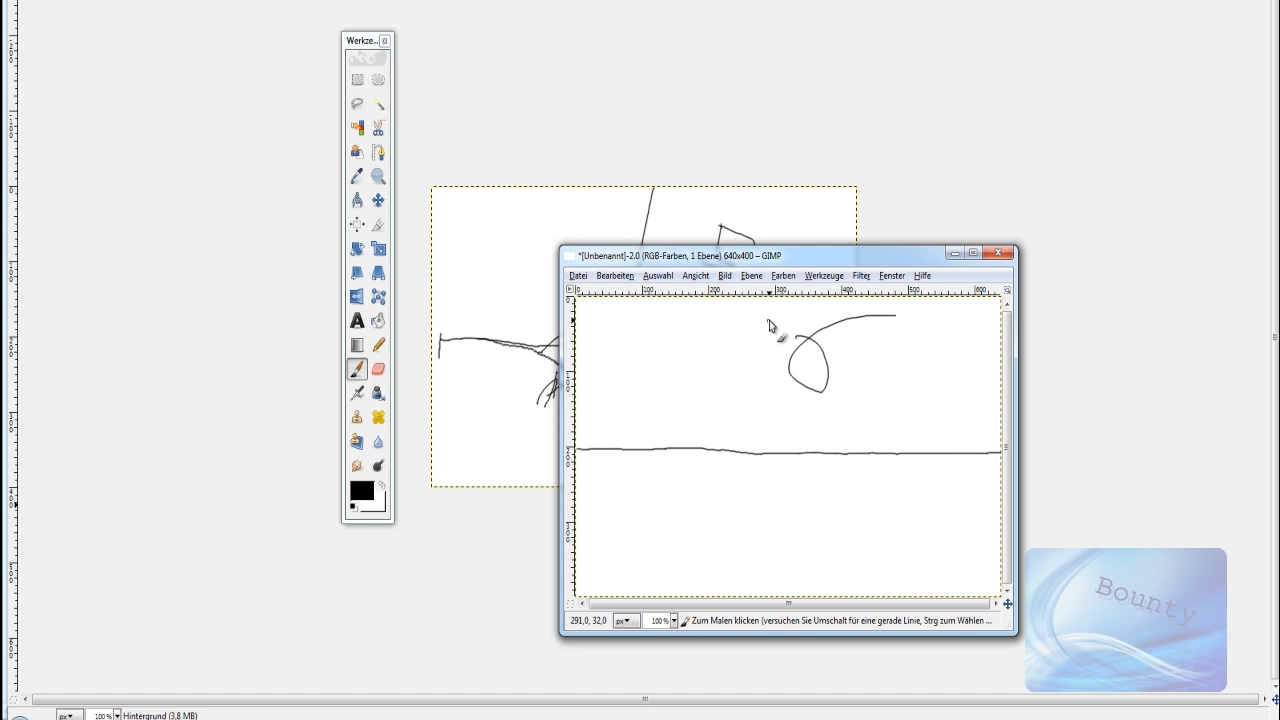 Werkze...
*[Unbenannt]-2.0 (RGB-Farben, 1 Ebene) 640x400 – GIMP
Datei Bearbeiten Auswahl Ansicht Bild Ebene Farben Werkzeuge Filter Fenster Hilfe
0 100 200 300 400 500 600
291,0, 32,0 px 100 % Zum Malen klicken (versuchen Sie Umschalt für eine gerade Linie, Strg zum Wählen ...
Bounty
px 100 % Hintergrund (3,8 MB)